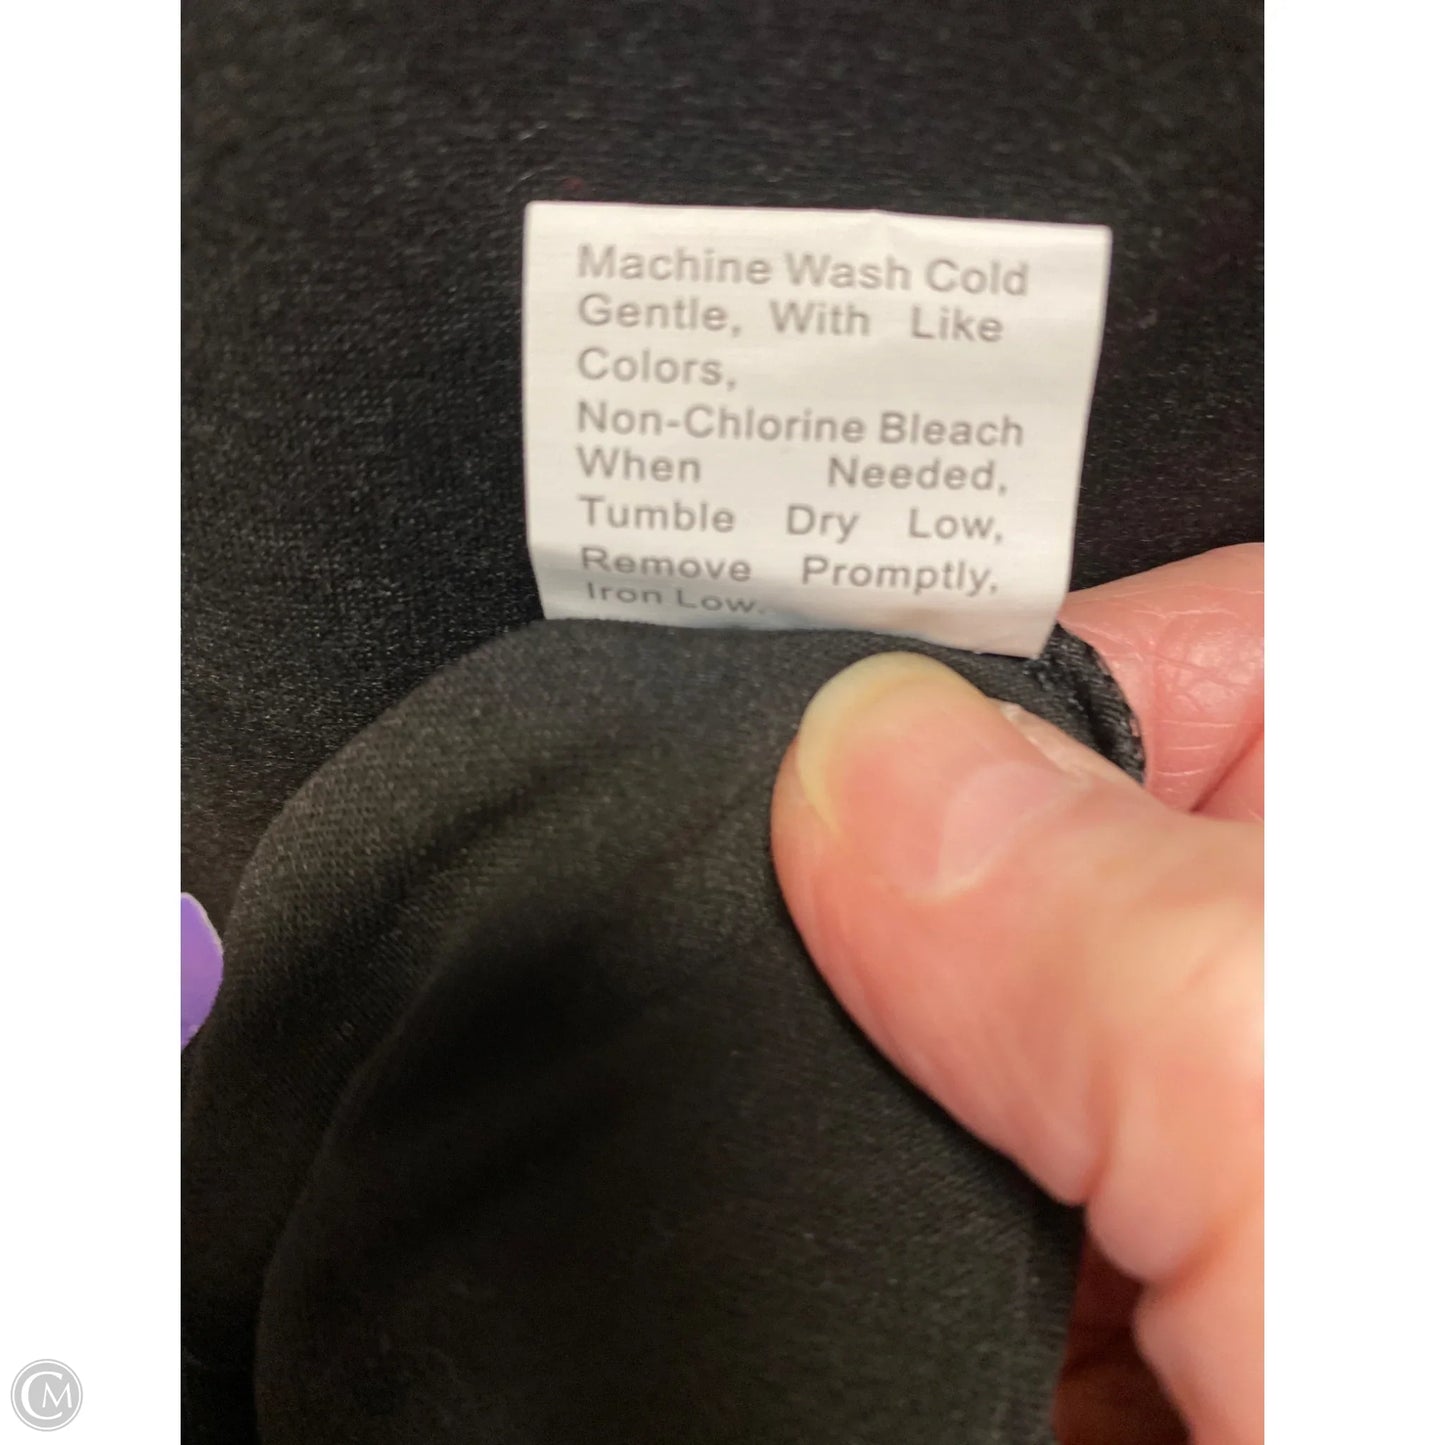 Machine Wash Cold
Gentle, With Like
Colors,
Non-Chlorine Bleach
When Needed,
Tumble Dry Low,
Remove Promptly,
Iron Low.
CM